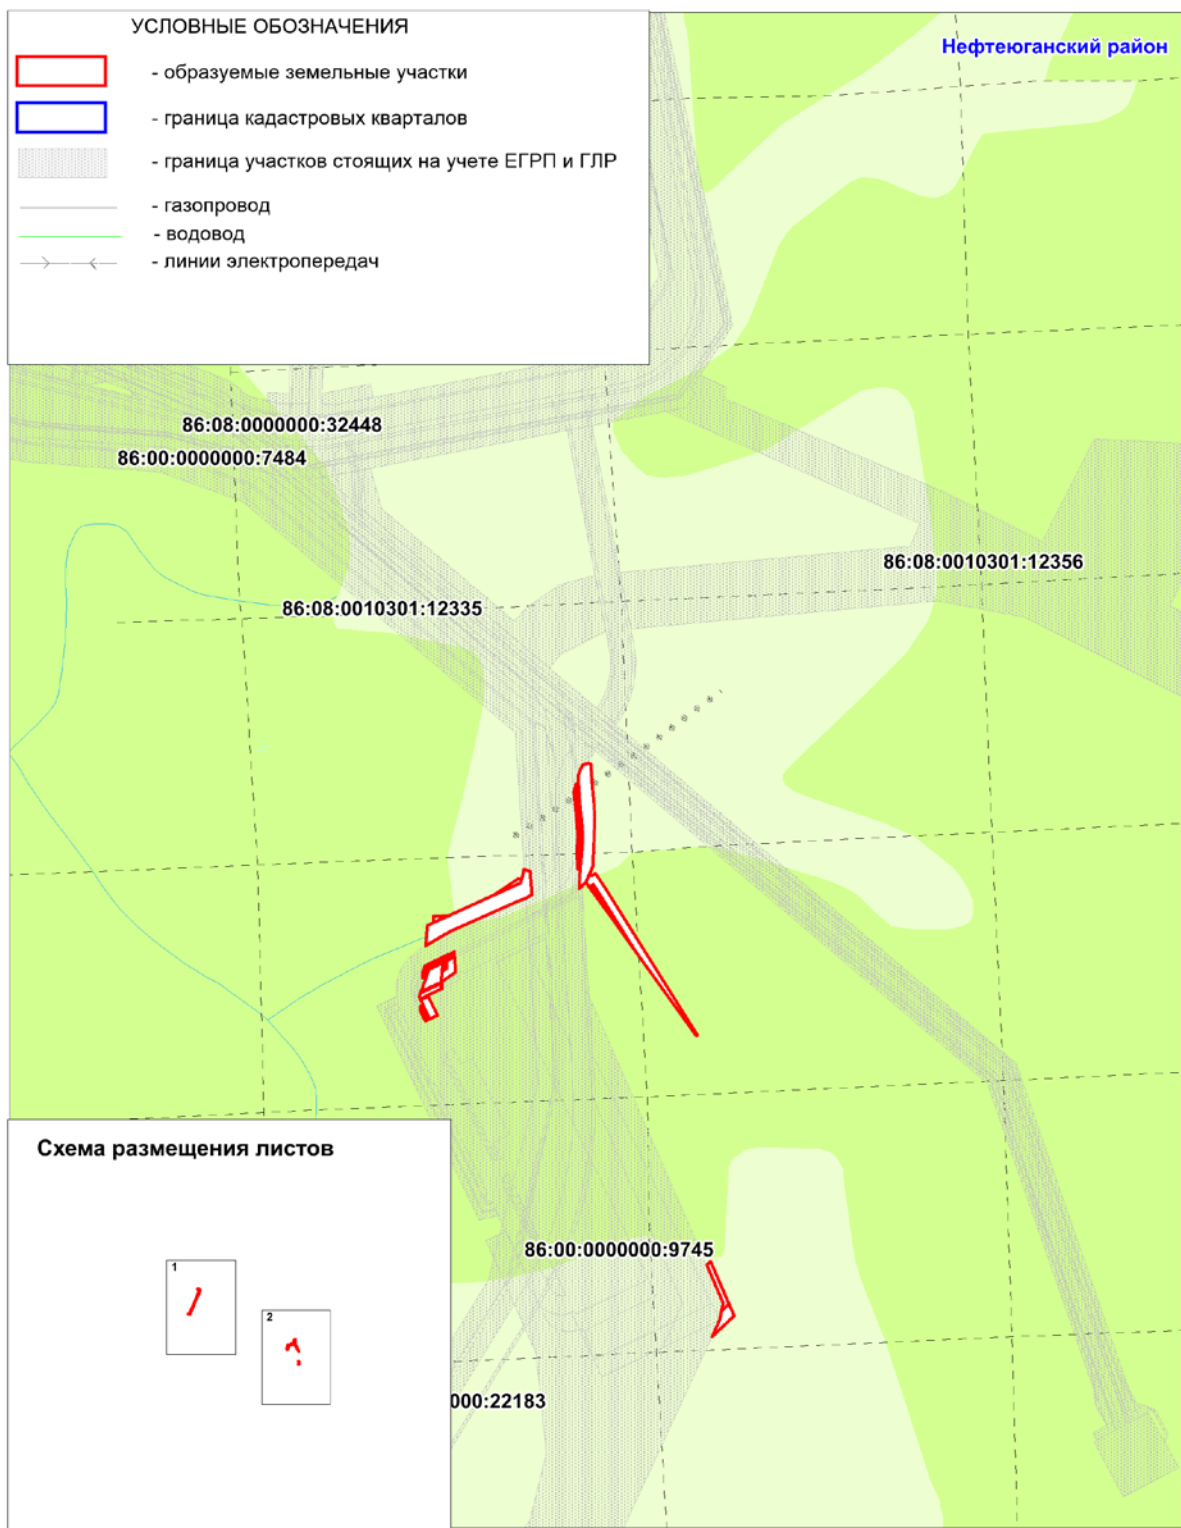 УСЛОВНЫЕ ОБОЗНАЧЕНИЯ
- образуемые земельные участки
- граница кадастровых кварталов
- граница участков стоящих на учете ЕГРП и ГЛР
- газопровод
- водовод
- линии электропередач
Нефтеюганский район
86:08:0000000:32448
86:00:0000000:7484
86:08:0010301:12356
86:08:0010301:12335
86:00:0000000:9745
000:22183
Схема размещения листов
1
2